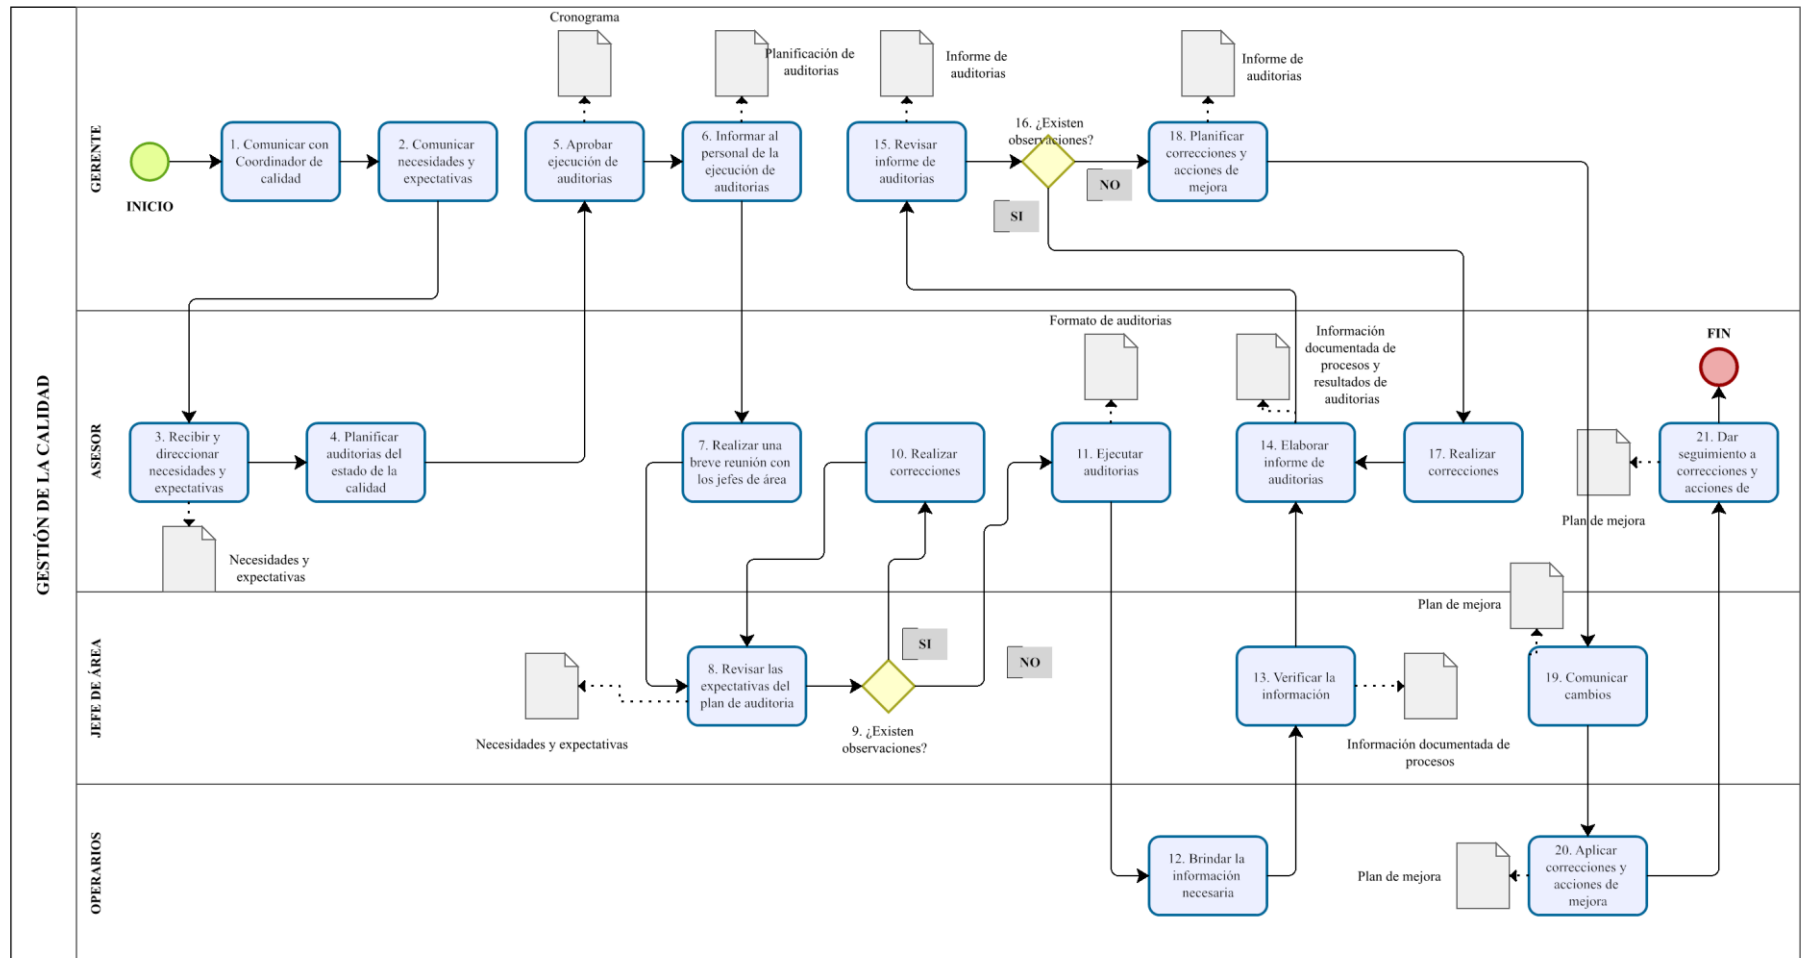 GESTIÓN DE LA CALIDAD
GERENTE
INICIO
1. Comunicar con
Coordinador de
calidad
2. Comunicar
necesidades y
expectativas
Cronograma
5. Aprobar
ejecución de
auditorias
Planificación de
auditorias
6. Informar al
personal de la
ejecución de
auditorias
Informe de
auditorias
15. Revisar
informe de
auditorias
16. ¿Existen
observaciones?
SI
NO
Informe de
auditorias
18. Planificar
correcciones y
acciones de
mejora
ASESOR
3. Recibir y
direccionar
necesidades y
expectativas
Necesidades y
expectativas
4. Planificar
auditorias del
estado de la
calidad
7. Realizar una
breve reunión con
los jefes de área
10. Realizar
correcciones
Formato de auditorias
11. Ejecutar
auditorias
Información
documentada de
procesos y
resultados de
auditorias
14. Elaborar
informe de
auditorias
17. Realizar
correcciones
FIN
21. Dar
seguimiento a
correcciones y
acciones de
Plan de mejora
JEFE DE ÁREA
Necesidades y expectativas
8. Revisar las
expectativas del
plan de auditoria
9. ¿Existen
observaciones?
SI
NO
13. Verificar la
información
Información documentada de
procesos
Plan de mejora
19. Comunicar
cambios
OPERARIOS
12. Brindar la
información
necesaria
Plan de mejora
20. Aplicar
correcciones y
acciones de
mejora